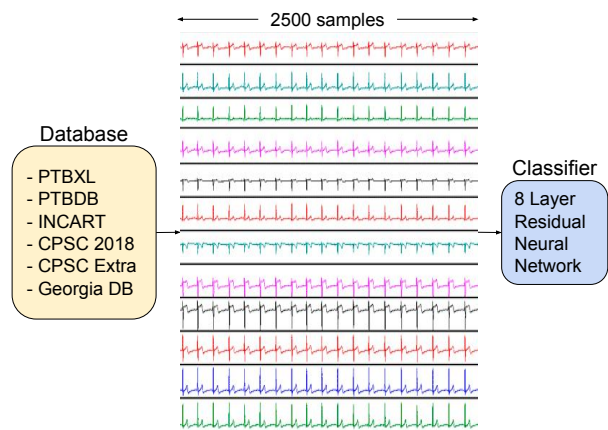 2500 samples
Database
- PTBXL
- PTBDB
- INCART
- CPSC 2018
- CPSC Extra
- Georgia DB
Classifier
8 Layer
Residual
Neural
Network